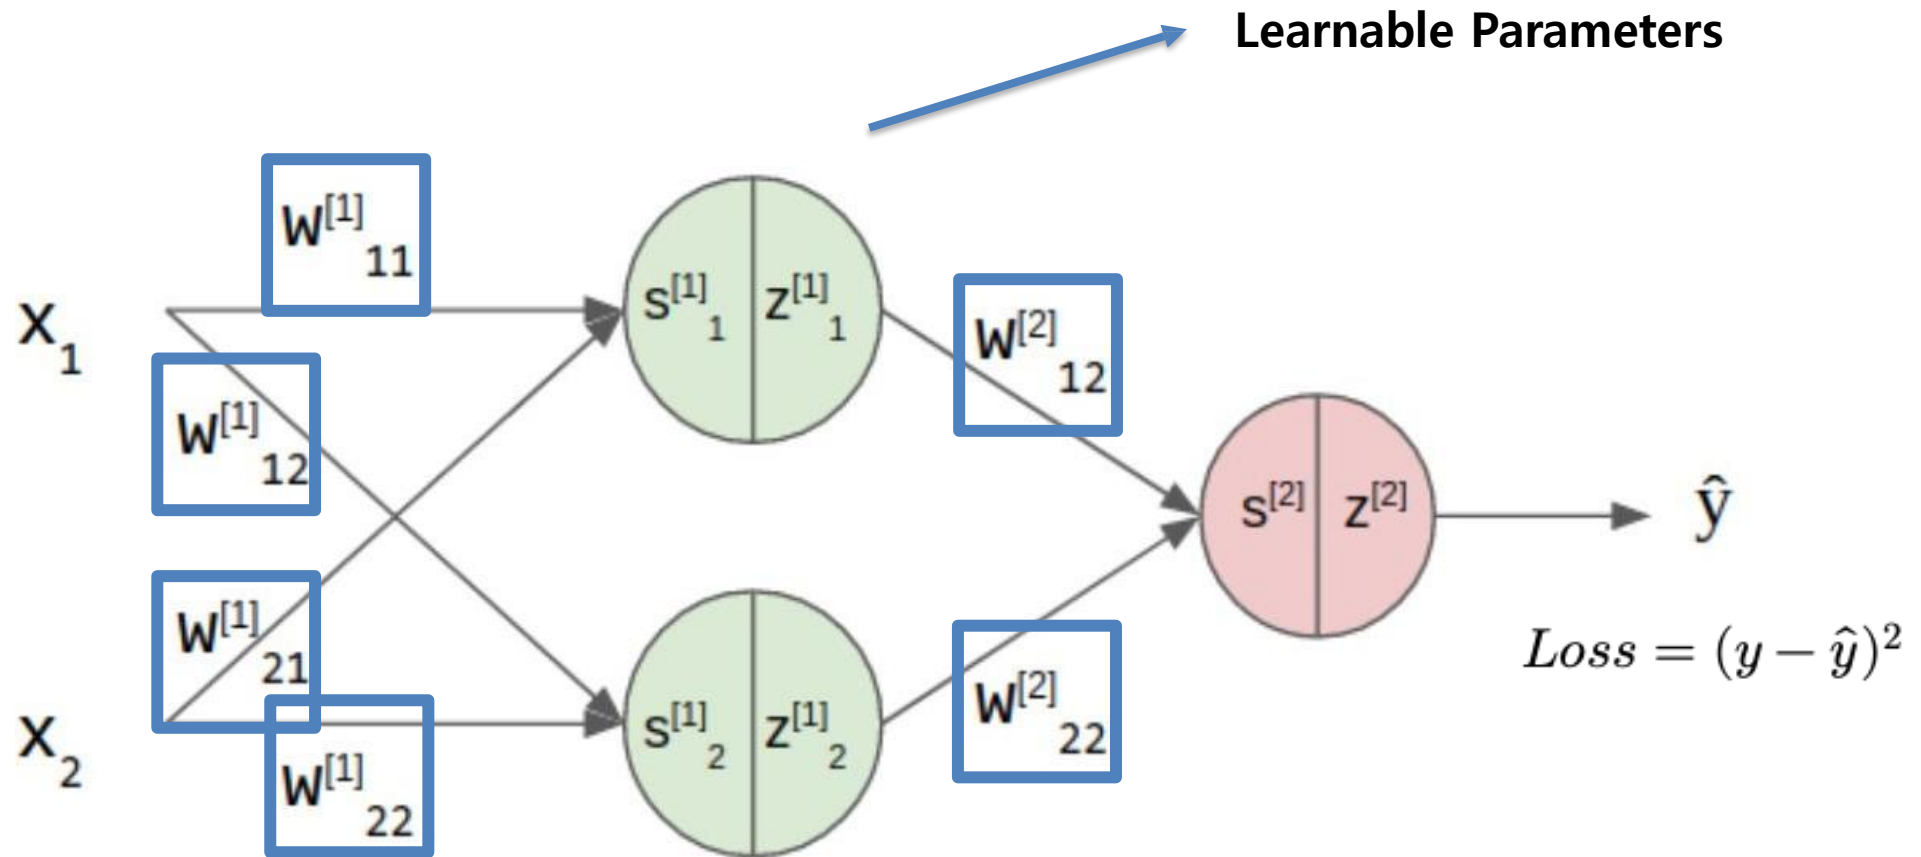 Learnable Parameters
W[1]11
x1
W[1]12
s[1]1 z[1]1
W[2]12
s[2] z[2]
ŷ
W[1]21
Loss = (y − ŷ)²
x2
W[1]22
s[1]2 z[1]2
W[2]22